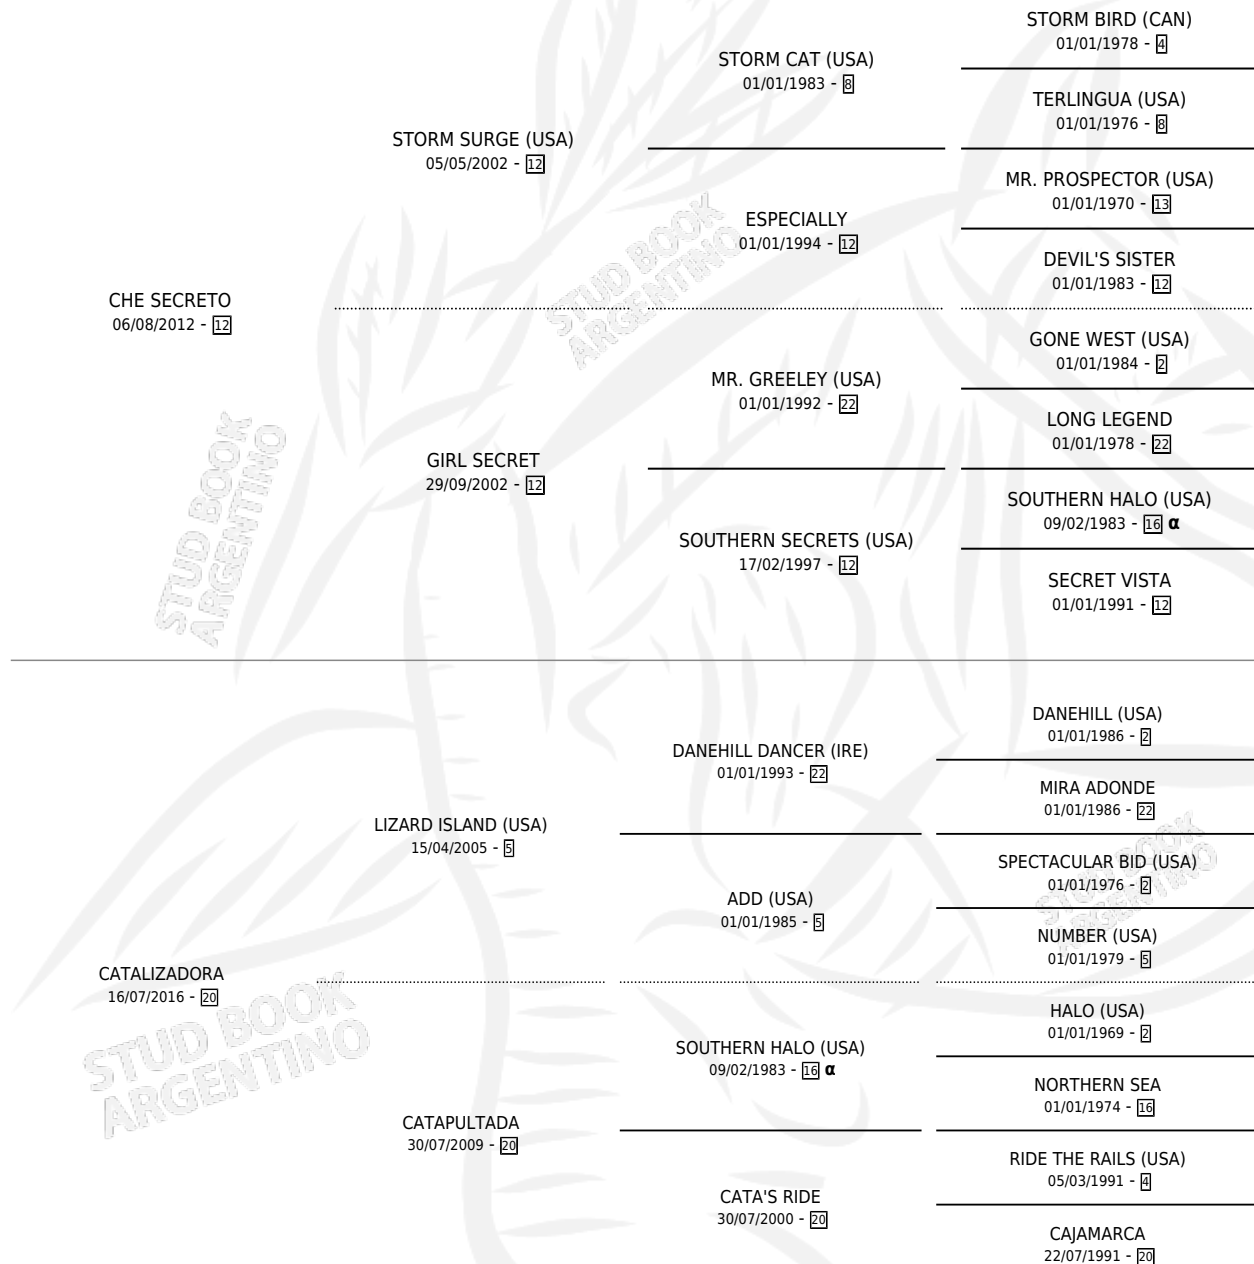 STORM BIRD (CAN)
01/01/1978 - 4
STORM CAT (USA)
01/01/1983 - 8
TERLINGUA (USA)
01/01/1976 - 8
STORM SURGE (USA)
05/05/2002 - 12
MR. PROSPECTOR (USA)
01/01/1970 - 13
ESPECIALLY
01/01/1994 - 12
DEVIL'S SISTER
01/01/1983 - 12
CHE SECRETO
06/08/2012 - 12
GONE WEST (USA)
01/01/1984 - 2
MR. GREELEY (USA)
01/01/1992 - 22
LONG LEGEND
01/01/1978 - 22
GIRL SECRET
29/09/2002 - 12
SOUTHERN HALO (USA)
09/02/1983 - 16 α
SOUTHERN SECRETS (USA)
17/02/1997 - 12
SECRET VISTA
01/01/1991 - 12
DANEHILL (USA)
01/01/1986 - 2
DANEHILL DANCER (IRE)
01/01/1993 - 22
MIRA ADONDE
01/01/1986 - 22
LIZARD ISLAND (USA)
15/04/2005 - 5
SPECTACULAR BID (USA)
01/01/1976 - 2
ADD (USA)
01/01/1985 - 5
NUMBER (USA)
01/01/1979 - 5
CATALIZADORA
16/07/2016 - 20
HALO (USA)
01/01/1969 - 2
SOUTHERN HALO (USA)
09/02/1983 - 16 α
NORTHERN SEA
01/01/1974 - 16
CATAPULTADA
30/07/2009 - 20
RIDE THE RAILS (USA)
05/03/1991 - 4
CATA'S RIDE
30/07/2000 - 20
CAJAMARCA
22/07/1991 - 20
STUD BOOK
ARGENTINO
STUD BOOK
ARGENTINO
STUD BOOK
ARGENTINO
STUD BOOK
ARGENTINO